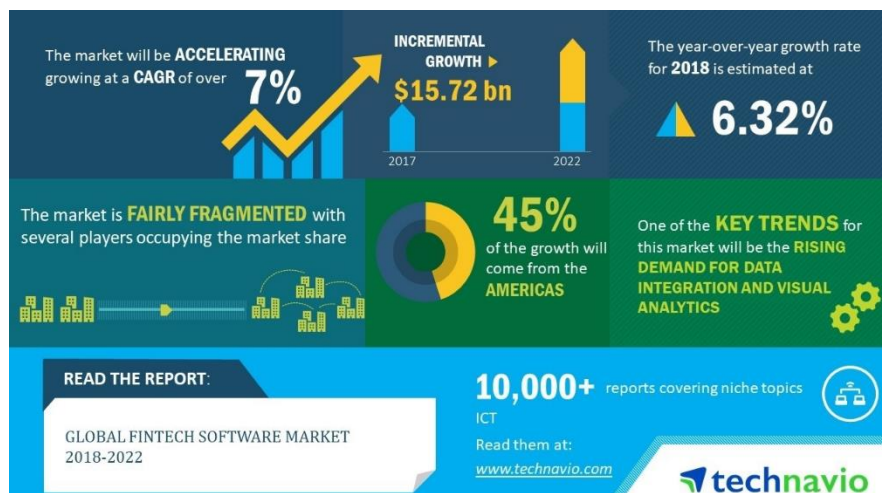 The market will be ACCELERATING
growing at a CAGR of over
7%
INCREMENTAL
GROWTH ▶
$15.72 bn
2017
2022
The year-over-year growth rate
for 2018 is estimated at
6.32%
The market is FAIRLY FRAGMENTED with
several players occupying the market share
45%
of the growth will
come from the
AMERICAS
One of the KEY TRENDS for
this market will be the RISING
DEMAND FOR DATA
INTEGRATION AND VISUAL
ANALYTICS
READ THE REPORT:
GLOBAL FINTECH SOFTWARE MARKET
2018-2022
10,000+ reports covering niche topics
ICT
Read them at:
www.technavio.com
technavio